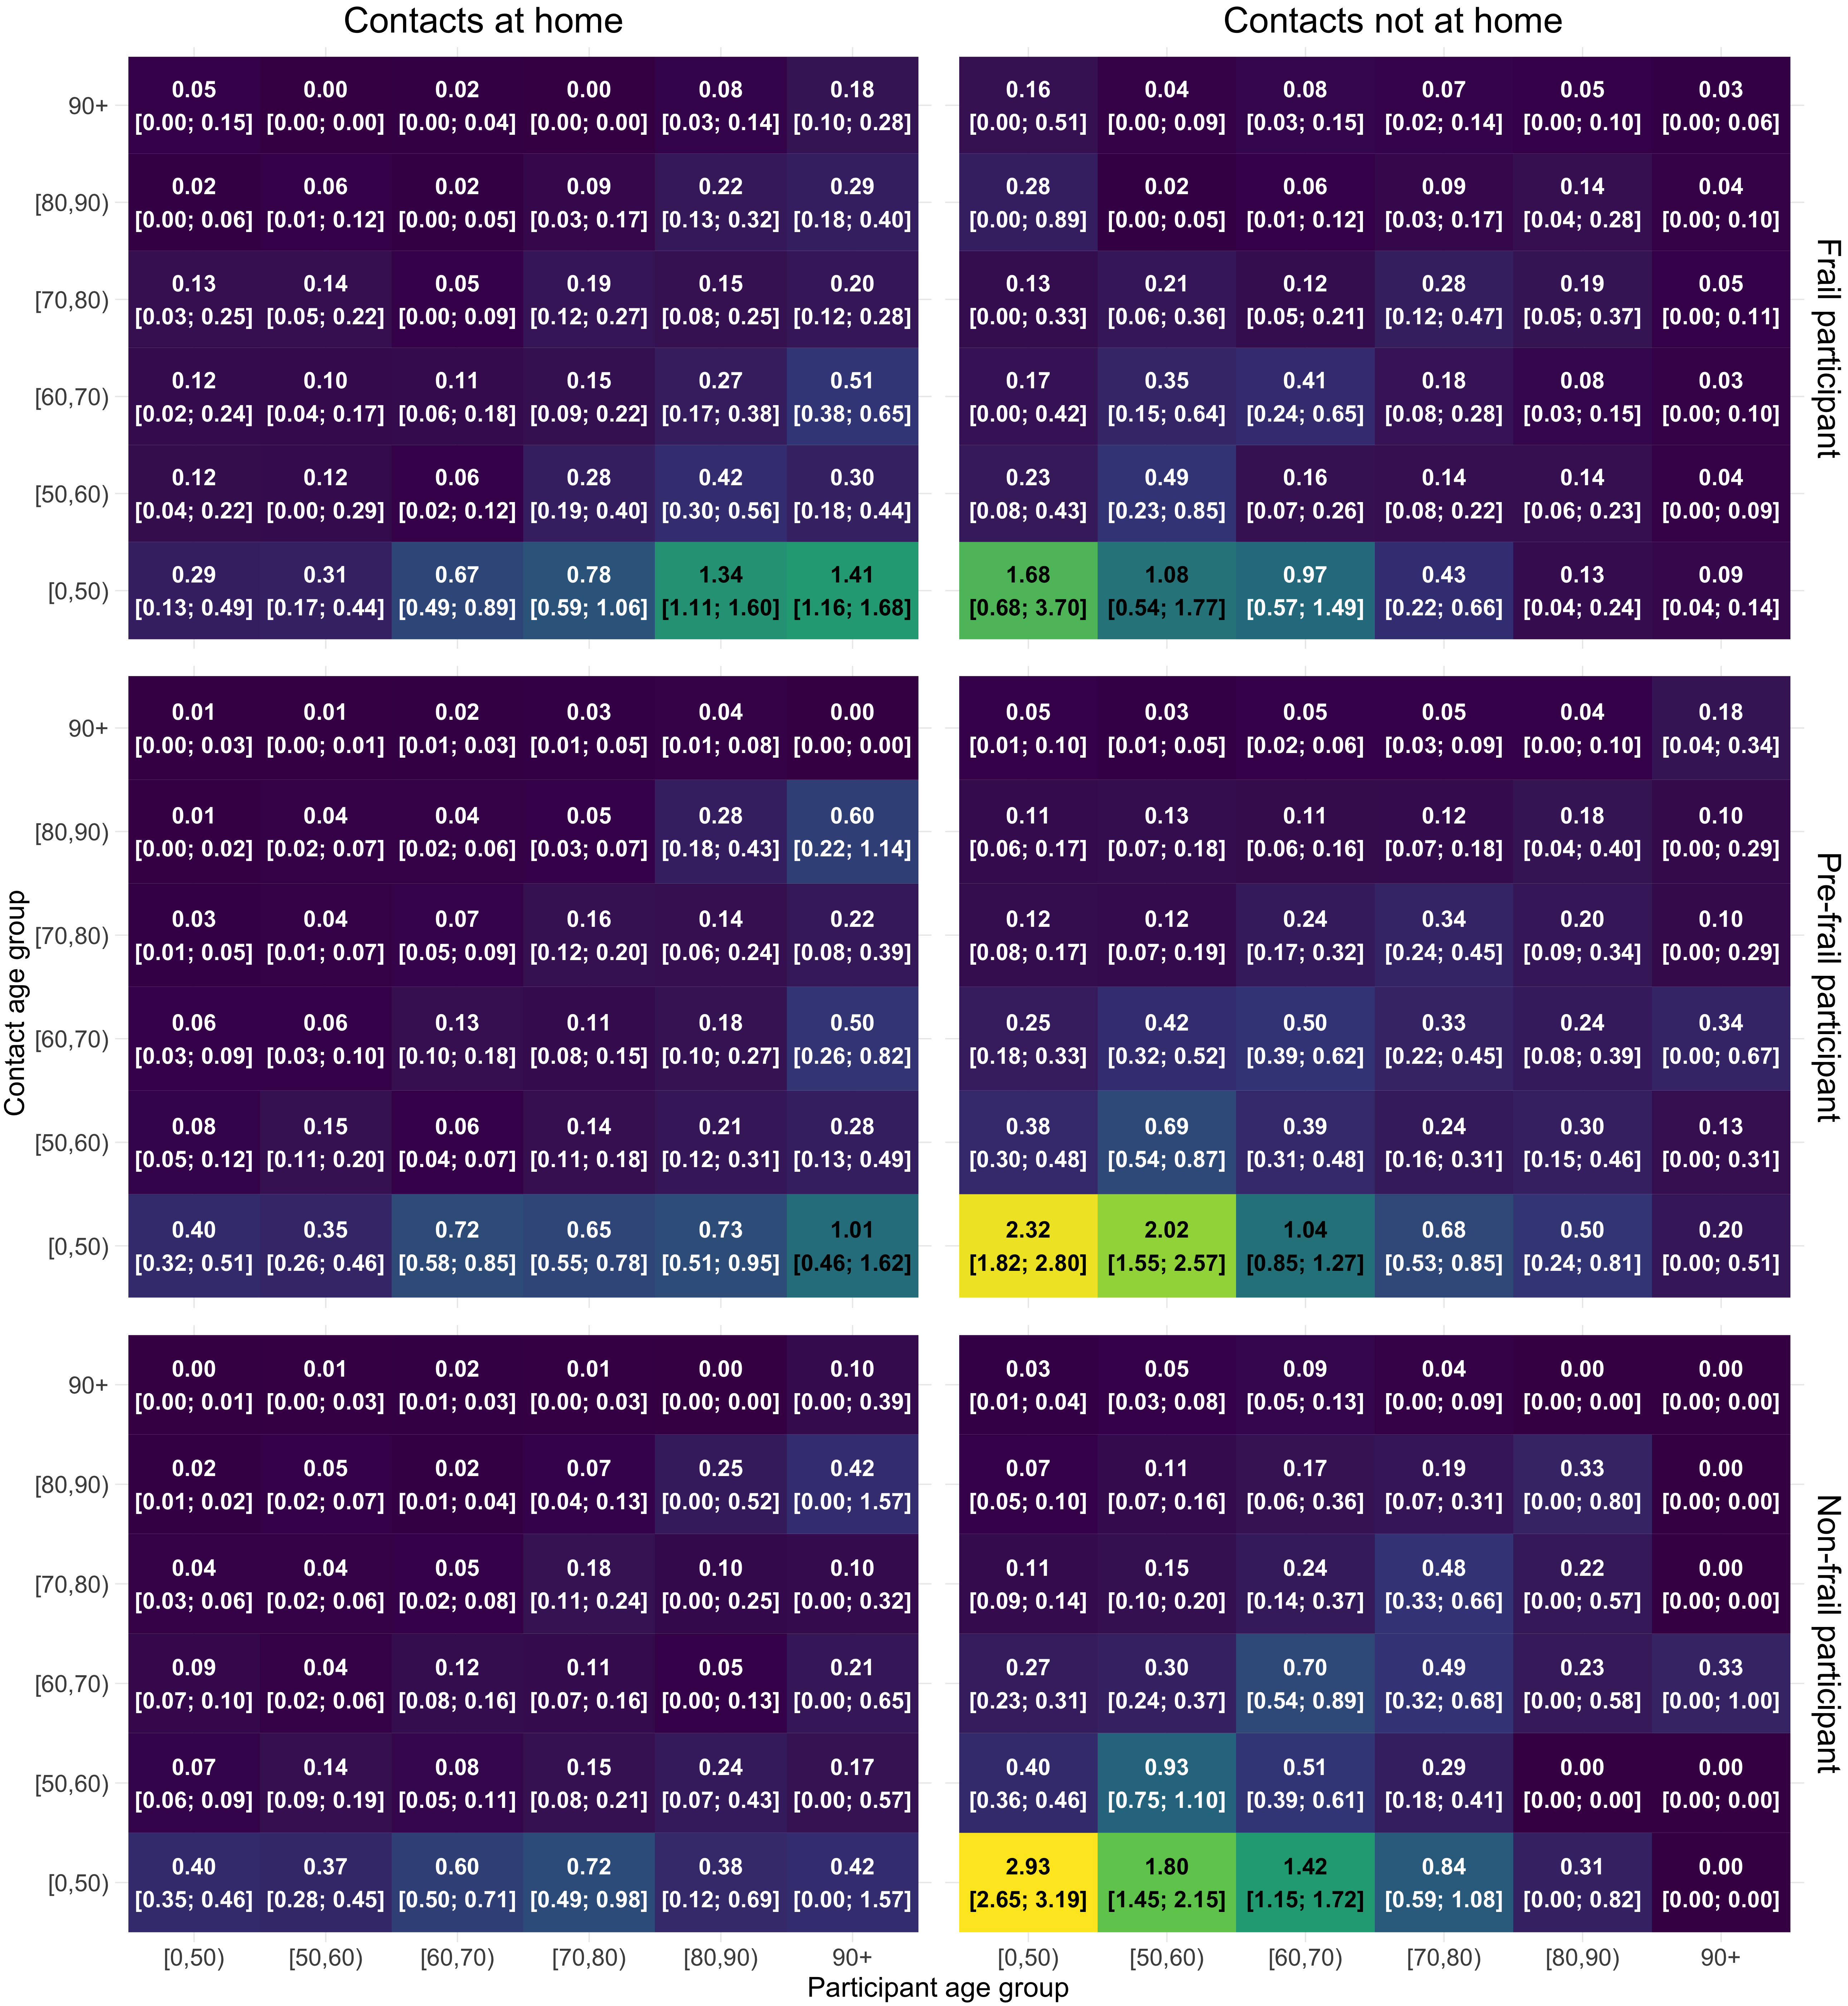 Contacts at home
Contacts not at home
90+
0.05 0.00 0.02 0.00 0.08 0.18
[0.00; 0.15] [0.00; 0.00] [0.00; 0.04] [0.00; 0.00] [0.03; 0.14] [0.10; 0.28]
0.16 0.04 0.08 0.07 0.05 0.03
[0.00; 0.51] [0.00; 0.09] [0.03; 0.15] [0.02; 0.14] [0.00; 0.10] [0.00; 0.06]
[80,90)
0.02 0.06 0.02 0.09 0.22 0.29
[0.00; 0.06] [0.01; 0.12] [0.00; 0.05] [0.03; 0.17] [0.13; 0.32] [0.18; 0.40]
0.28 0.02 0.06 0.09 0.14 0.04
[0.00; 0.89] [0.00; 0.05] [0.01; 0.12] [0.03; 0.17] [0.04; 0.28] [0.00; 0.10]
[70,80)
0.13 0.14 0.05 0.19 0.15 0.20
[0.03; 0.25] [0.05; 0.22] [0.00; 0.09] [0.12; 0.27] [0.08; 0.25] [0.12; 0.28]
0.13 0.21 0.12 0.28 0.19 0.05
[0.00; 0.33] [0.06; 0.36] [0.05; 0.21] [0.12; 0.47] [0.05; 0.37] [0.00; 0.11]
[60,70)
0.12 0.10 0.11 0.15 0.27 0.51
[0.02; 0.24] [0.04; 0.17] [0.06; 0.18] [0.09; 0.22] [0.17; 0.38] [0.38; 0.65]
0.17 0.35 0.41 0.18 0.08 0.03
[0.00; 0.42] [0.15; 0.64] [0.24; 0.65] [0.08; 0.28] [0.03; 0.15] [0.00; 0.10]
[50,60)
0.12 0.12 0.06 0.28 0.42 0.30
[0.04; 0.22] [0.00; 0.29] [0.02; 0.12] [0.19; 0.40] [0.30; 0.56] [0.18; 0.44]
0.23 0.49 0.16 0.14 0.14 0.04
[0.08; 0.43] [0.23; 0.85] [0.07; 0.26] [0.08; 0.22] [0.06; 0.23] [0.00; 0.09]
[0,50)
0.29 0.31 0.67 0.78 1.34 1.41
[0.13; 0.49] [0.17; 0.44] [0.49; 0.89] [0.59; 1.06] [1.11; 1.60] [1.16; 1.68]
1.68 1.08 0.97 0.43 0.13 0.09
[0.68; 3.70] [0.54; 1.77] [0.57; 1.49] [0.22; 0.66] [0.04; 0.24] [0.04; 0.14]
Frail participant
90+
0.01 0.01 0.02 0.03 0.04 0.00
[0.00; 0.03] [0.00; 0.01] [0.01; 0.03] [0.01; 0.05] [0.01; 0.08] [0.00; 0.00]
0.05 0.03 0.05 0.05 0.04 0.18
[0.01; 0.10] [0.01; 0.05] [0.02; 0.06] [0.03; 0.09] [0.00; 0.10] [0.04; 0.34]
[80,90)
0.01 0.04 0.04 0.05 0.28 0.60
[0.00; 0.02] [0.02; 0.07] [0.02; 0.06] [0.03; 0.07] [0.18; 0.43] [0.22; 1.14]
0.11 0.13 0.11 0.12 0.18 0.10
[0.06; 0.17] [0.07; 0.18] [0.06; 0.16] [0.07; 0.18] [0.04; 0.40] [0.00; 0.29]
[70,80)
0.03 0.04 0.07 0.16 0.14 0.22
[0.01; 0.05] [0.01; 0.07] [0.05; 0.09] [0.12; 0.20] [0.06; 0.24] [0.08; 0.39]
0.12 0.12 0.24 0.34 0.20 0.10
[0.08; 0.17] [0.07; 0.19] [0.17; 0.32] [0.24; 0.45] [0.09; 0.34] [0.00; 0.29]
[60,70)
0.06 0.06 0.13 0.11 0.18 0.50
[0.03; 0.09] [0.03; 0.10] [0.10; 0.18] [0.08; 0.15] [0.10; 0.27] [0.26; 0.82]
0.25 0.42 0.50 0.33 0.24 0.34
[0.18; 0.33] [0.32; 0.52] [0.39; 0.62] [0.22; 0.45] [0.08; 0.39] [0.00; 0.67]
[50,60)
0.08 0.15 0.06 0.14 0.21 0.28
[0.05; 0.12] [0.11; 0.20] [0.04; 0.07] [0.11; 0.18] [0.12; 0.31] [0.13; 0.49]
0.38 0.69 0.39 0.24 0.30 0.13
[0.30; 0.48] [0.54; 0.87] [0.31; 0.48] [0.16; 0.31] [0.15; 0.46] [0.00; 0.31]
[0,50)
0.40 0.35 0.72 0.65 0.73 1.01
[0.32; 0.51] [0.26; 0.46] [0.58; 0.85] [0.55; 0.78] [0.51; 0.95] [0.46; 1.62]
2.32 2.02 1.04 0.68 0.50 0.20
[1.82; 2.80] [1.55; 2.57] [0.85; 1.27] [0.53; 0.85] [0.24; 0.81] [0.00; 0.51]
Pre-frail participant
Contact age group
90+
0.00 0.01 0.02 0.01 0.00 0.10
[0.00; 0.01] [0.00; 0.03] [0.01; 0.03] [0.00; 0.03] [0.00; 0.00] [0.00; 0.39]
0.03 0.05 0.09 0.04 0.00 0.00
[0.01; 0.04] [0.03; 0.08] [0.05; 0.13] [0.00; 0.09] [0.00; 0.00] [0.00; 0.00]
[80,90)
0.02 0.05 0.02 0.07 0.25 0.42
[0.01; 0.02] [0.02; 0.07] [0.01; 0.04] [0.04; 0.13] [0.00; 0.52] [0.00; 1.57]
0.07 0.11 0.17 0.19 0.33 0.00
[0.05; 0.10] [0.07; 0.16] [0.06; 0.36] [0.07; 0.31] [0.00; 0.80] [0.00; 0.00]
[70,80)
0.04 0.04 0.05 0.18 0.10 0.10
[0.03; 0.06] [0.02; 0.06] [0.02; 0.08] [0.11; 0.24] [0.00; 0.25] [0.00; 0.32]
0.11 0.15 0.24 0.48 0.22 0.00
[0.09; 0.14] [0.10; 0.20] [0.14; 0.37] [0.33; 0.66] [0.00; 0.57] [0.00; 0.00]
[60,70)
0.09 0.04 0.12 0.11 0.05 0.21
[0.07; 0.10] [0.02; 0.06] [0.08; 0.16] [0.07; 0.16] [0.00; 0.13] [0.00; 0.65]
0.27 0.30 0.70 0.49 0.23 0.33
[0.23; 0.31] [0.24; 0.37] [0.54; 0.89] [0.32; 0.68] [0.00; 0.58] [0.00; 1.00]
[50,60)
0.07 0.14 0.08 0.15 0.24 0.17
[0.06; 0.09] [0.09; 0.19] [0.05; 0.11] [0.08; 0.21] [0.07; 0.43] [0.00; 0.57]
0.40 0.93 0.51 0.29 0.00 0.00
[0.36; 0.46] [0.75; 1.10] [0.39; 0.61] [0.18; 0.41] [0.00; 0.00] [0.00; 0.00]
[0,50)
0.40 0.37 0.60 0.72 0.38 0.42
[0.35; 0.46] [0.28; 0.45] [0.50; 0.71] [0.49; 0.98] [0.12; 0.69] [0.00; 1.57]
2.93 1.80 1.42 0.84 0.31 0.00
[2.65; 3.19] [1.45; 2.15] [1.15; 1.72] [0.59; 1.08] [0.00; 0.82] [0.00; 0.00]
Non-frail participant
[0,50) [50,60) [60,70) [70,80) [80,90) 90+
[0,50) [50,60) [60,70) [70,80) [80,90) 90+
Participant age group